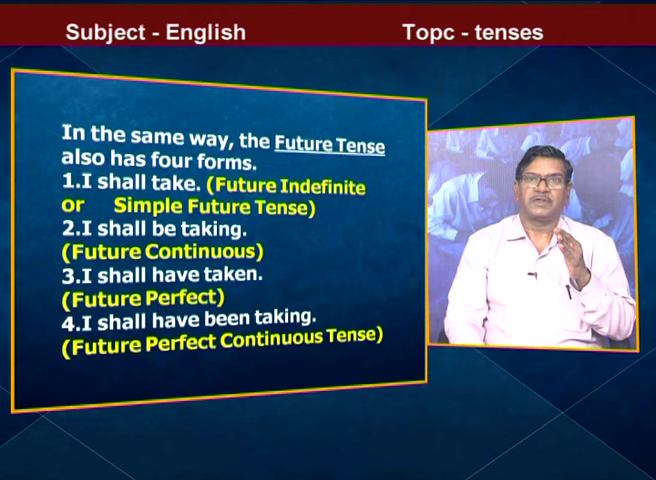 Subject - English
Topc - tenses
In the same way, the Future Tense
also has four forms.
1.I shall take. (Future Indefinite
or Simple Future Tense)
2.I shall be taking.
(Future Continuous)
3.I shall have taken.
(Future Perfect)
4.I shall have been taking.
(Future Perfect Continuous Tense)